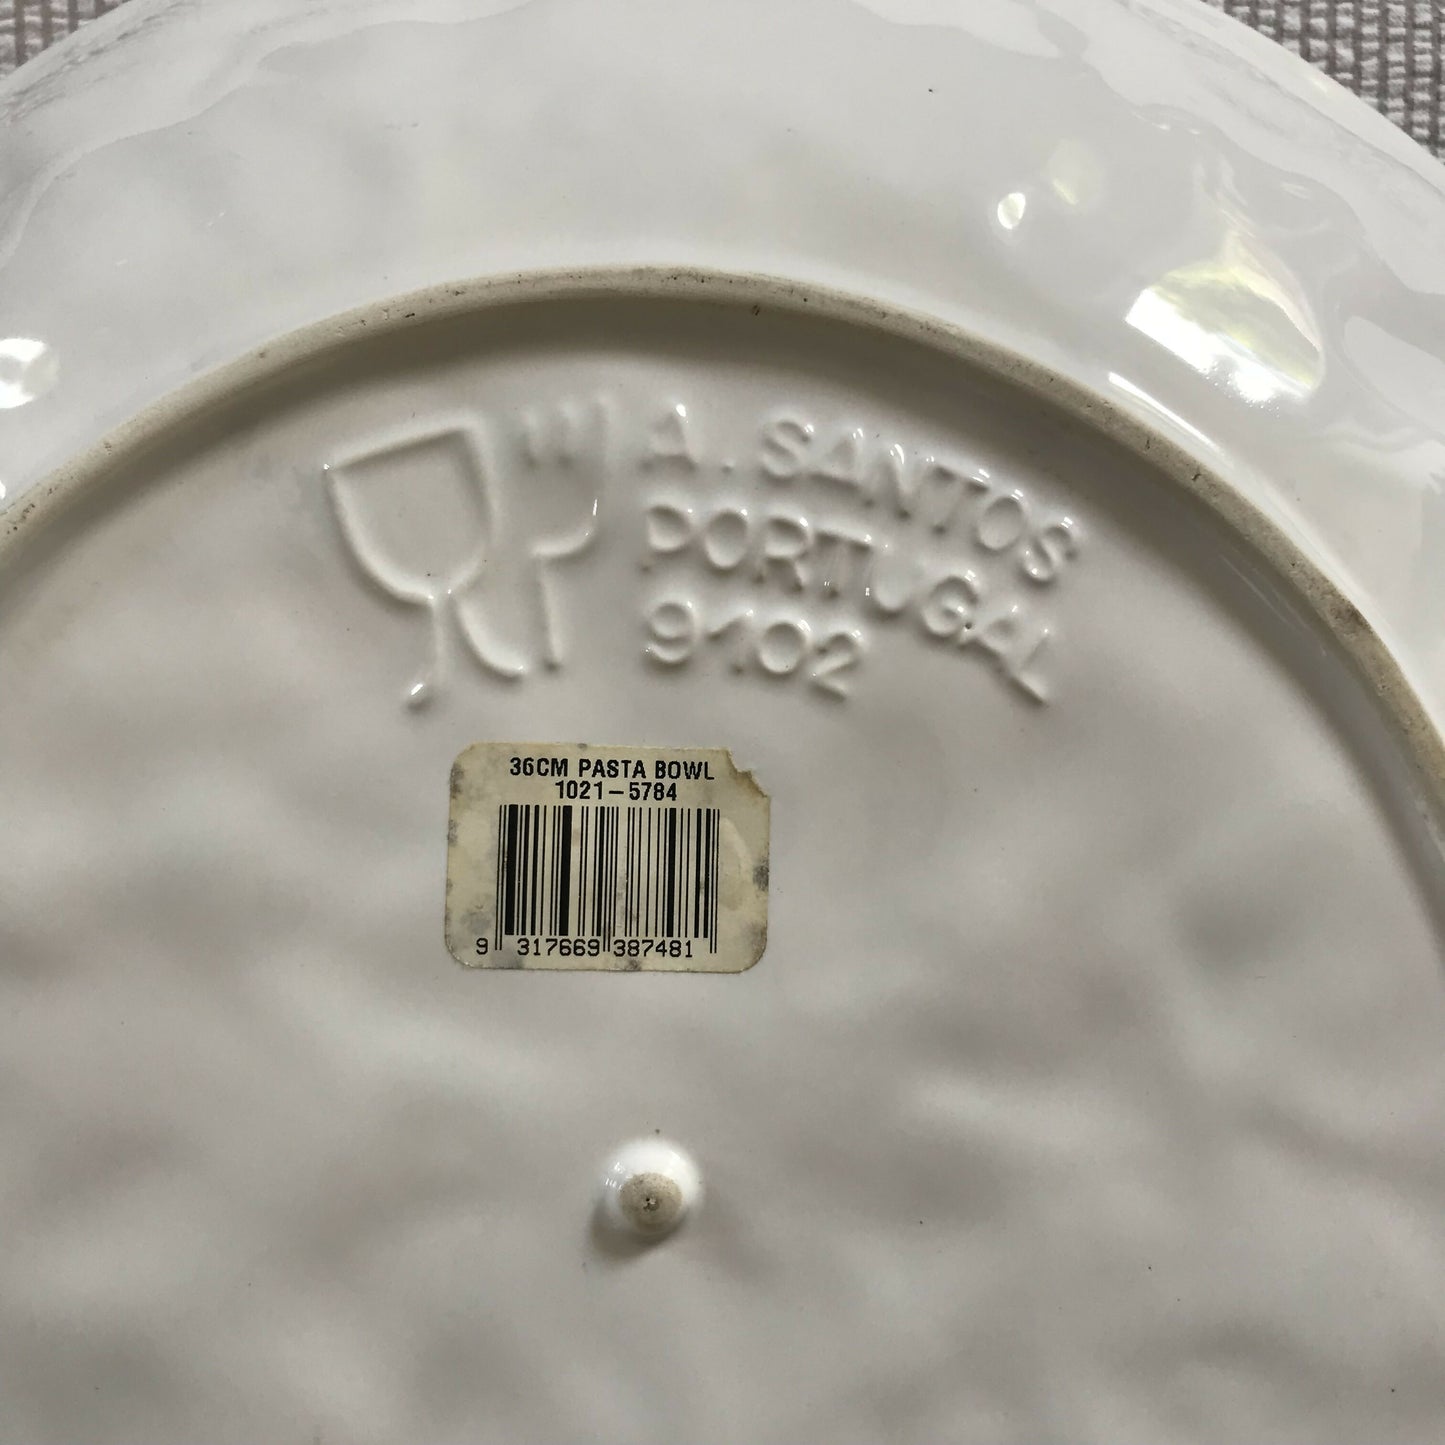 A. SANTOS
PORTUGAL
9102
36CM PASTA BOWL
1021-5784
9 317669 387481